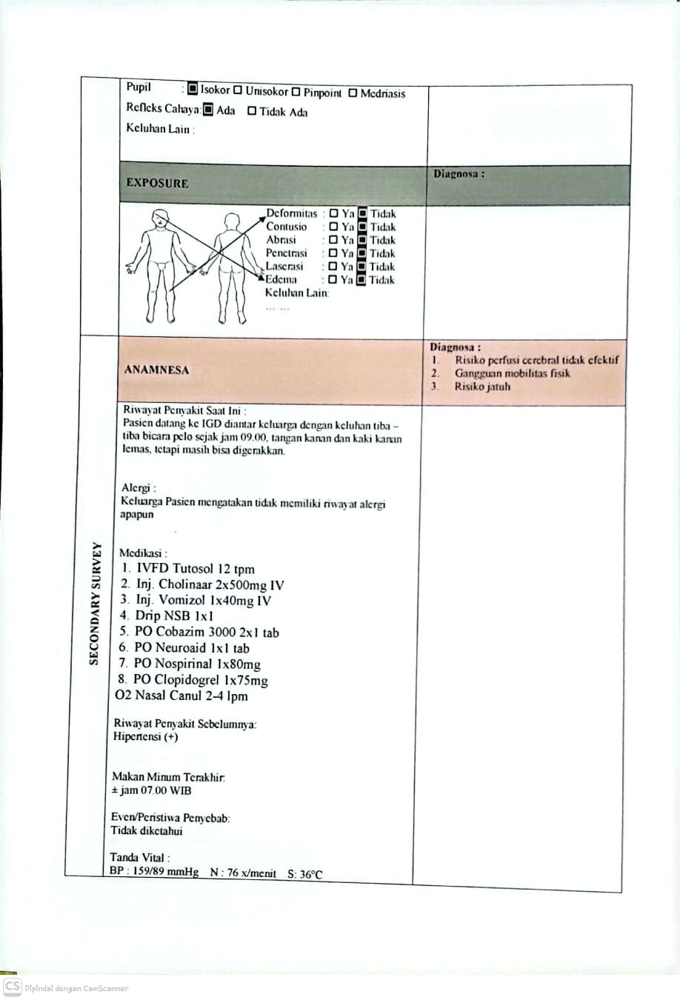 Pupil : ▣ Isokor ☐ Unisokor ☐ Pinpoint ☐ Medriasis
Refleks Cahaya: ▣ Ada ☐ Tidak Ada
Keluhan Lain :
EXPOSURE
Diagnosa :
Deformitas : ☐ Ya ▣ Tidak
Contusio : ☐ Ya ▣ Tidak
Abrasi : ☐ Ya ▣ Tidak
Penetrasi : ☐ Ya ▣ Tidak
Laserasi : ☐ Ya ▣ Tidak
Edema : ☐ Ya ▣ Tidak
Keluhan Lain:
... ...
SECONDARY SURVEY
ANAMNESA
Diagnosa :
1. Risiko perfusi cerebral tidak efektif
2. Gangguan mobilitas fisik
3. Risiko jatuh
Riwayat Penyakit Saat Ini :
Pasien datang ke IGD diantar keluarga dengan keluhan tiba –
tiba bicara pelo sejak jam 09.00, tangan kanan dan kaki kanan
lemas, tetapi masih bisa digerakkan.
Alergi :
Keluarga Pasien mengatakan tidak memiliki riwayat alergi
apapun
Medikasi :
1. IVFD Tutosol 12 tpm
2. Inj. Cholinaar 2x500mg IV
3. Inj. Vomizol 1x40mg IV
4. Drip NSB 1x1
5. PO Cobazim 3000 2x1 tab
6. PO Neuroaid 1x1 tab
7. PO Nospirinal 1x80mg
8. PO Clopidogrel 1x75mg
O2 Nasal Canul 2-4 lpm
Riwayat Penyakit Sebelumnya:
Hipertensi (+)
Makan Minum Terakhir:
± jam 07.00 WIB
Even/Peristiwa Penyebab:
Tidak diketahui
Tanda Vital :
BP : 159/89 mmHg N : 76 x/menit S: 36°C
CS Dipindai dengan CamScanner